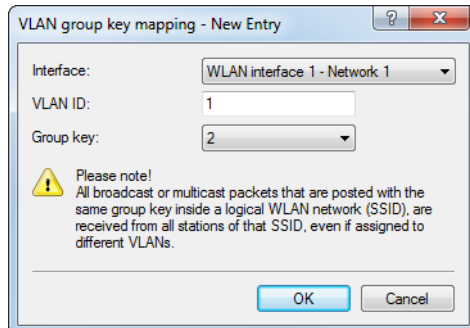 VLAN group key mapping - New Entry
Interface:
WLAN interface 1 - Network 1
VLAN ID:
1
Group key:
2
Please note!
All broadcast or multicast packets that are posted with the
same group key inside a logical WLAN network (SSID), are
received from all stations of that SSID, even if assigned to
different VLANs.
OK
Cancel